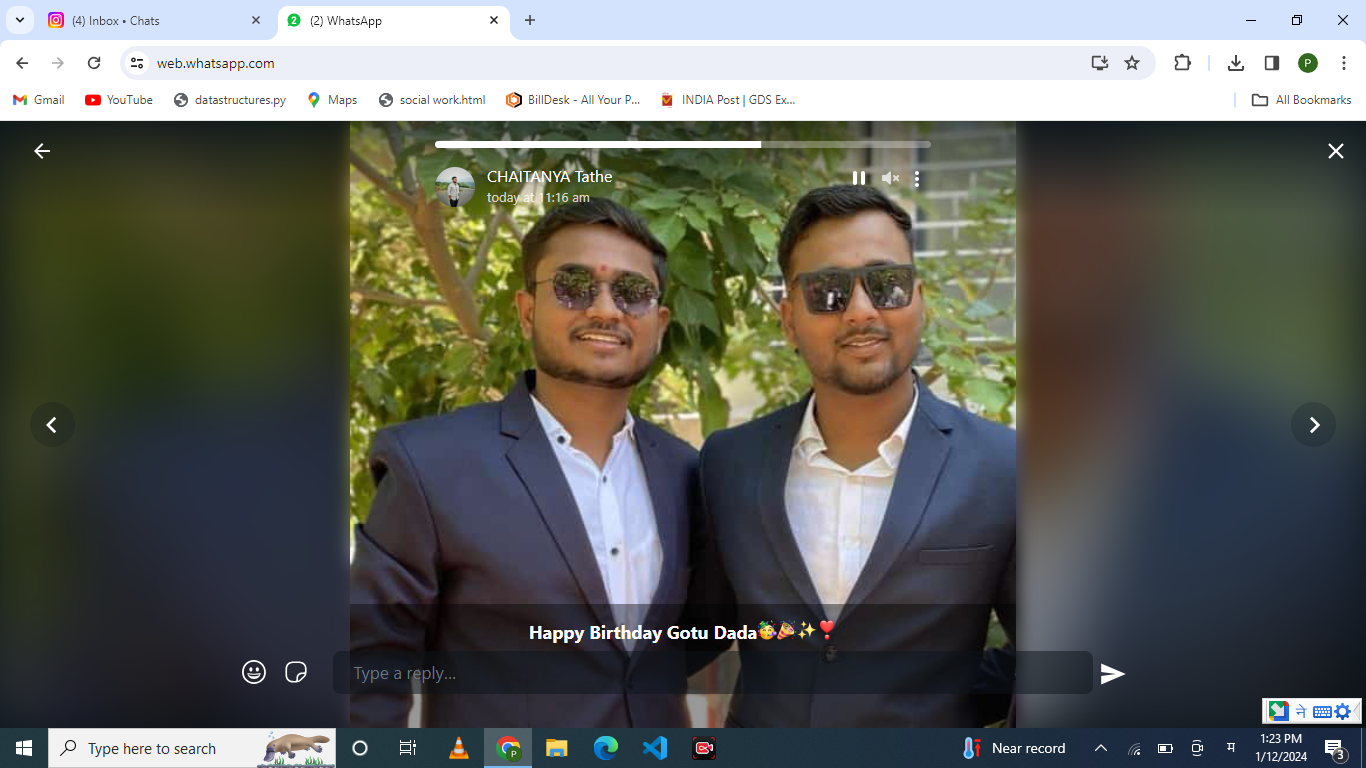 (4) Inbox • Chats
(2) WhatsApp
web.whatsapp.com
P
Gmail
YouTube
datastructures.py
Maps
social work.html
BillDesk - All Your P...
INDIA Post | GDS Ex...
All Bookmarks
CHAITANYA Tathe
today at 11:16 am
Happy Birthday Gotu Dada🥳🎉✨❣️
Type a reply...
ने
Type here to search
P
Near record
म
1:23 PM
1/12/2024
3